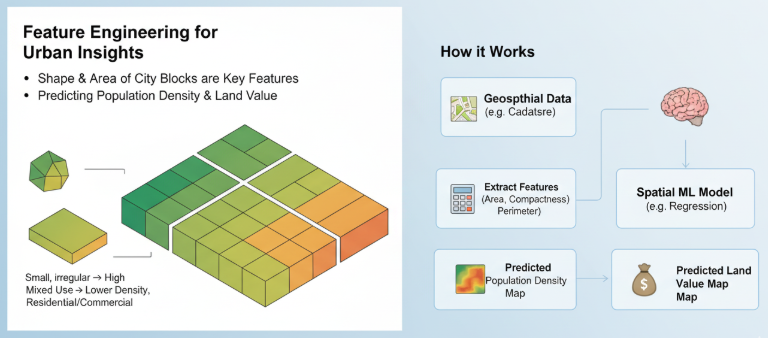 Feature Engineering for
Urban Insights
• Shape & Area of City Blocks are Key Features
• Predicting Population Density & Land Value
Small, irregular → High
Mixed Use → Lower Density,
Residential/Commercial
How it Works
Geospthial Data
(e.g. Cadatsre)
Extract Features
(Area, Compactness)
Perimeter)
Spatial ML Model
(e.g. Regression)
Predicted
Population Density
Map
$
Predicted Land
Value Map
Map